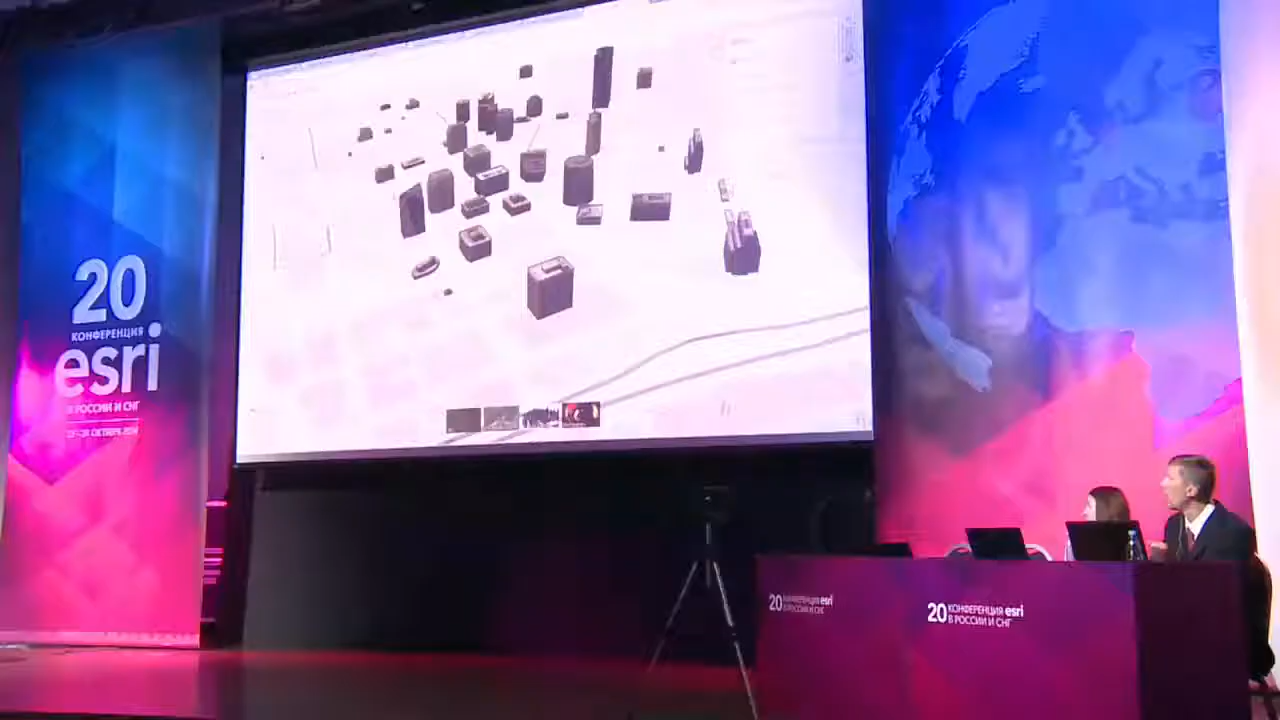 20
КОНФЕРЕНЦИЯ
esri
В РОССИИ И СНГ
20 КОНФЕРЕНЦИЯ esri
В РОССИИ И СНГ
20 КОНФЕРЕНЦИЯ esri
В РОССИИ И СНГ